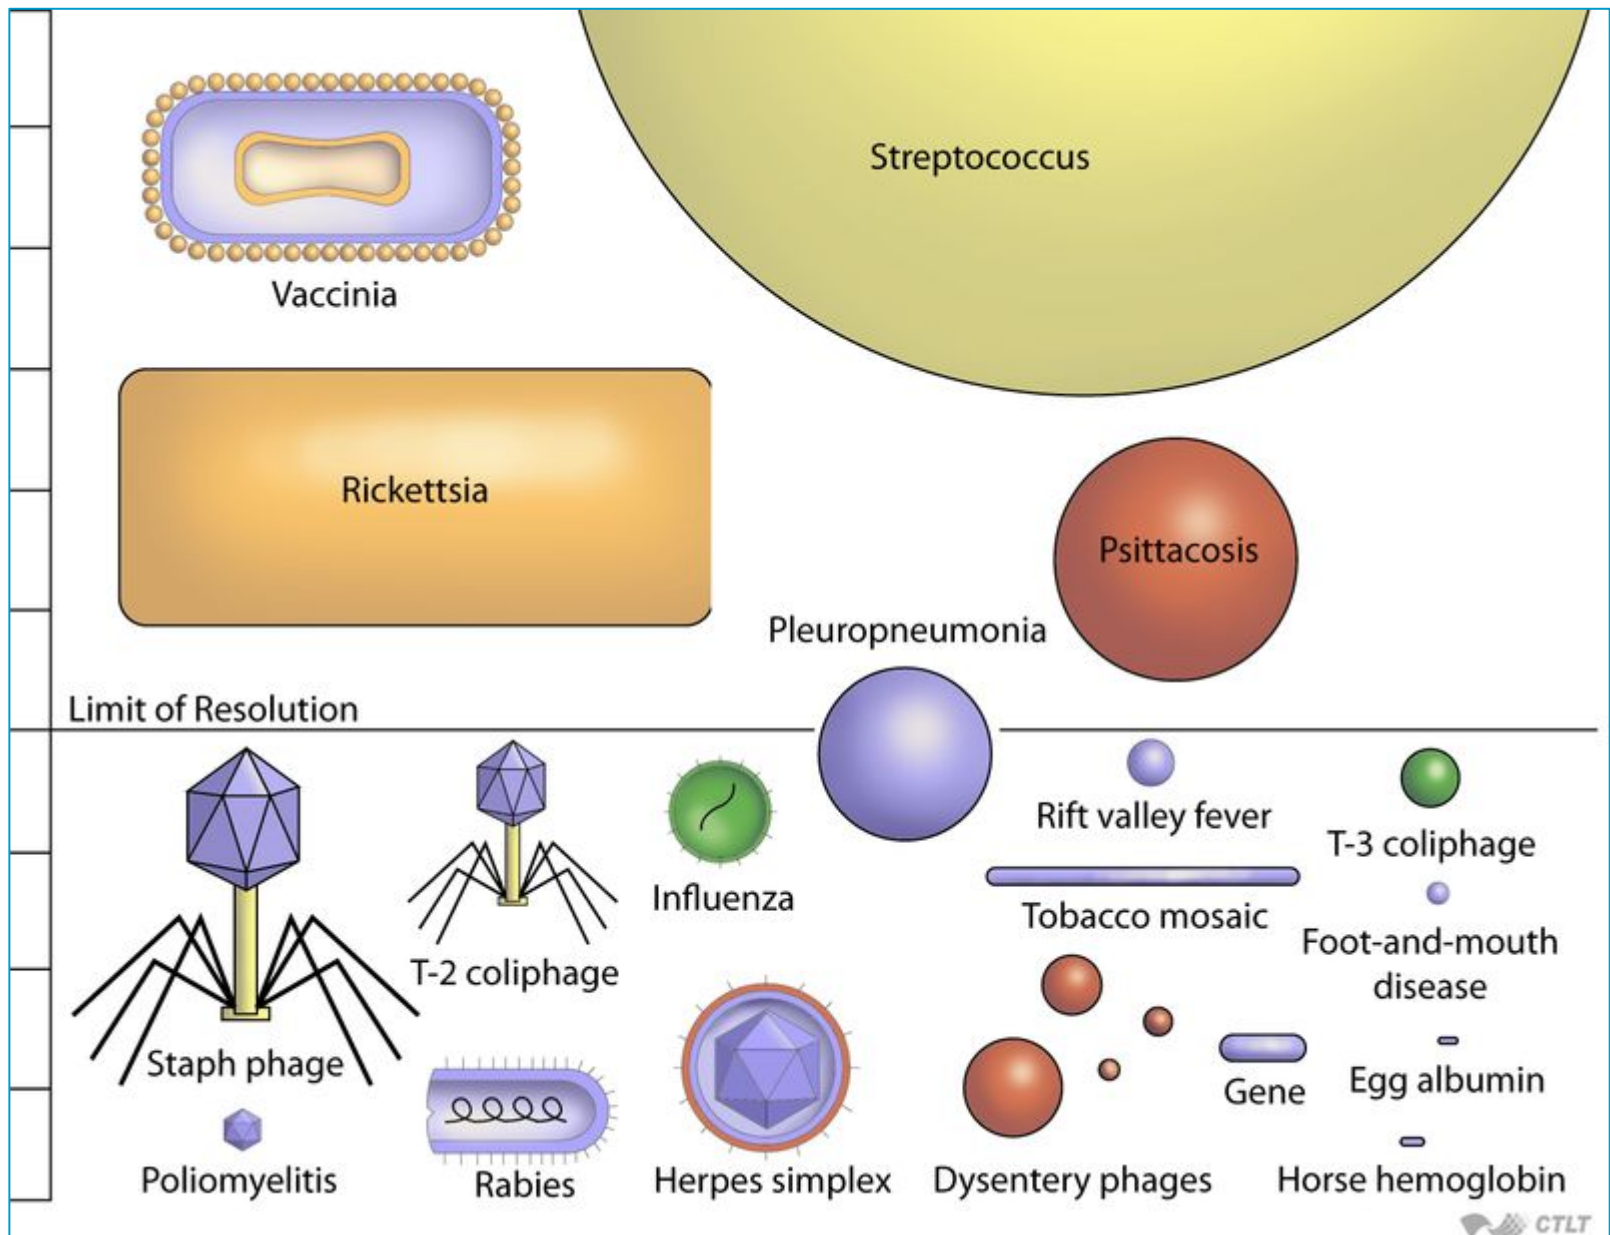 Streptococcus
Vaccinia
Rickettsia
Psittacosis
Pleuropneumonia
Limit of Resolution
Rift valley fever
T-3 coliphage
Influenza
Tobacco mosaic
Foot-and-mouth
disease
T-2 coliphage
Staph phage
Gene
Egg albumin
Poliomyelitis
Rabies
Herpes simplex
Dysentery phages
Horse hemoglobin
CTLT